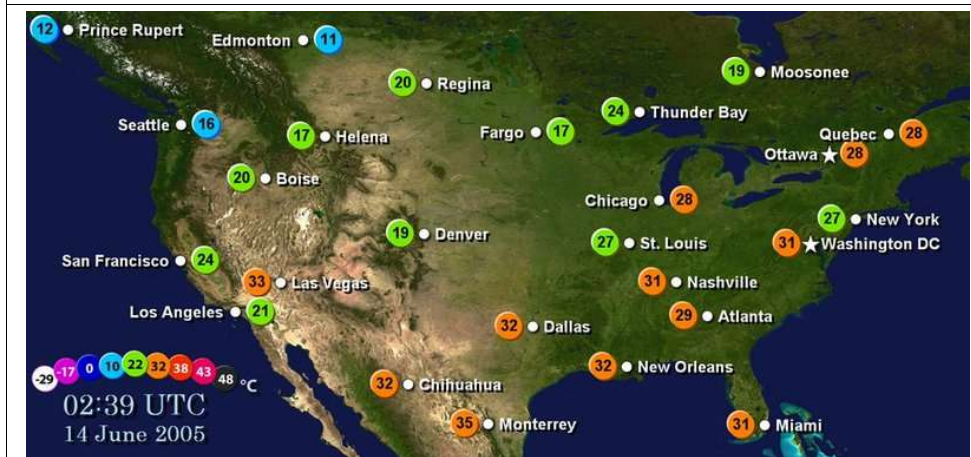 12 Prince Rupert
Edmonton 11
20 Regina
19 Moosonee
24 Thunder Bay
Seattle 16
17 Helena
Fargo 17
Quebec 28
Ottawa 28
20 Boise
Chicago 28
27 New York
19 Denver
27 St. Louis
31 Washington DC
San Francisco 24
33 Las Vegas
31 Nashville
Los Angeles 21
29 Atlanta
32 Dallas
32 New Orleans
-29 -17 0 10 22 32 38 43 48 °C
32 Chihuahua
02:39 UTC
14 June 2005
35 Monterrey
31 Miami